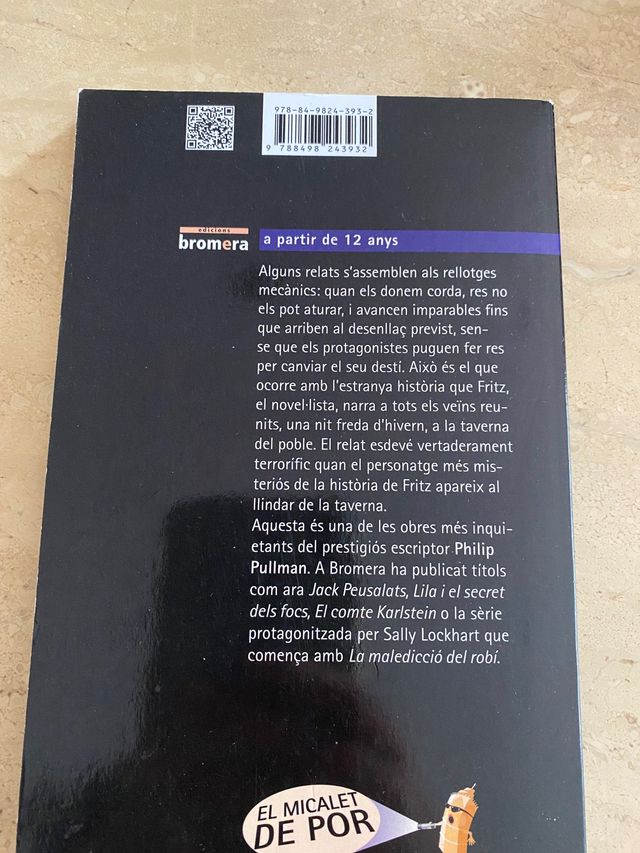 978-84-9824-393-2
9 788498 243932
edicions
bromera
a partir de 12 anys
Alguns relats s'assemblen als rellotges
mecànics: quan els donem corda, res no
els pot aturar, i avancen imparables fins
que arriben al desenllaç previst, sen-
se que els protagonistes puguen fer res
per canviar el seu destí. Això és el que
ocorre amb l'estranya història que Fritz,
el novel·lista, narra a tots els veïns reu-
nits, una nit freda d'hivern, a la taverna
del poble. El relat esdevé vertaderament
terrorífic quan el personatge més mis-
teriós de la història de Fritz apareix al
llindar de la taverna.
Aquesta és una de les obres més inqui-
etants del prestigiós escriptor Philip
Pullman. A Bromera ha publicat títols
com ara Jack Peusalats, Lila i el secret
dels focs, El comte Karlstein o la sèrie
protagonitzada per Sally Lockhart que
comença amb La maledicció del robí.
EL MICALET
DE POR